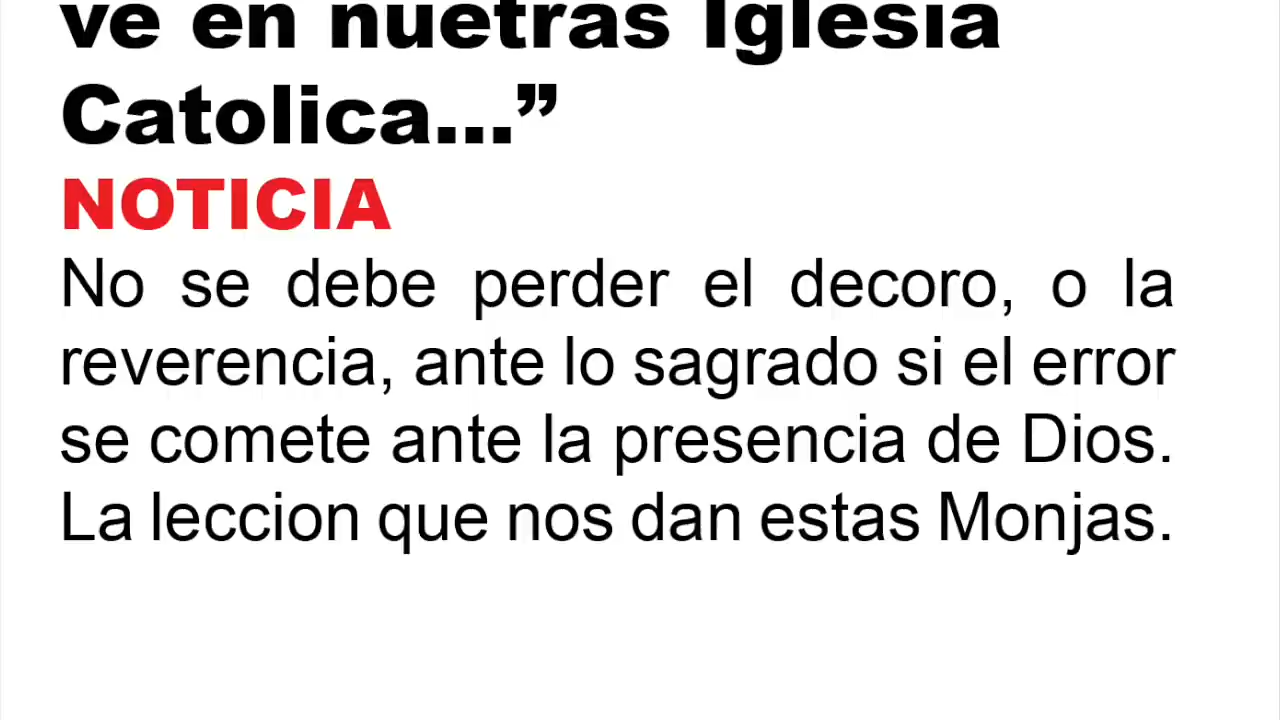 ve en nuetras Iglesia
Catolica...”
NOTICIA
No se debe perder el decoro, o la
reverencia, ante lo sagrado si el error
se comete ante la presencia de Dios.
La leccion que nos dan estas Monjas.